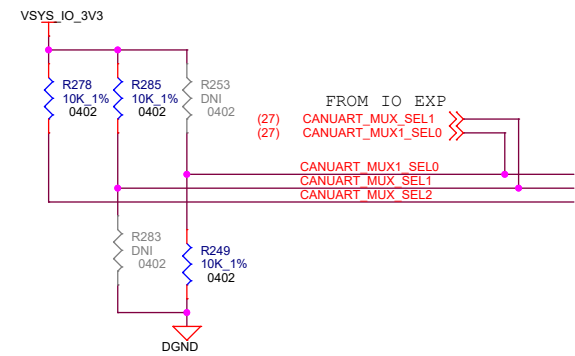 VSYS_IO_3V3
R278
10K_1%
0402
R285
10K_1%
0402
R253
DNI
0402
FROM IO EXP
(27) CANUART_MUX_SEL1
(27) CANUART_MUX1_SEL0
CANUART_MUX1_SEL0
CANUART_MUX_SEL1
CANUART_MUX_SEL2
R283
DNI
0402
R249
10K_1%
0402
DGND